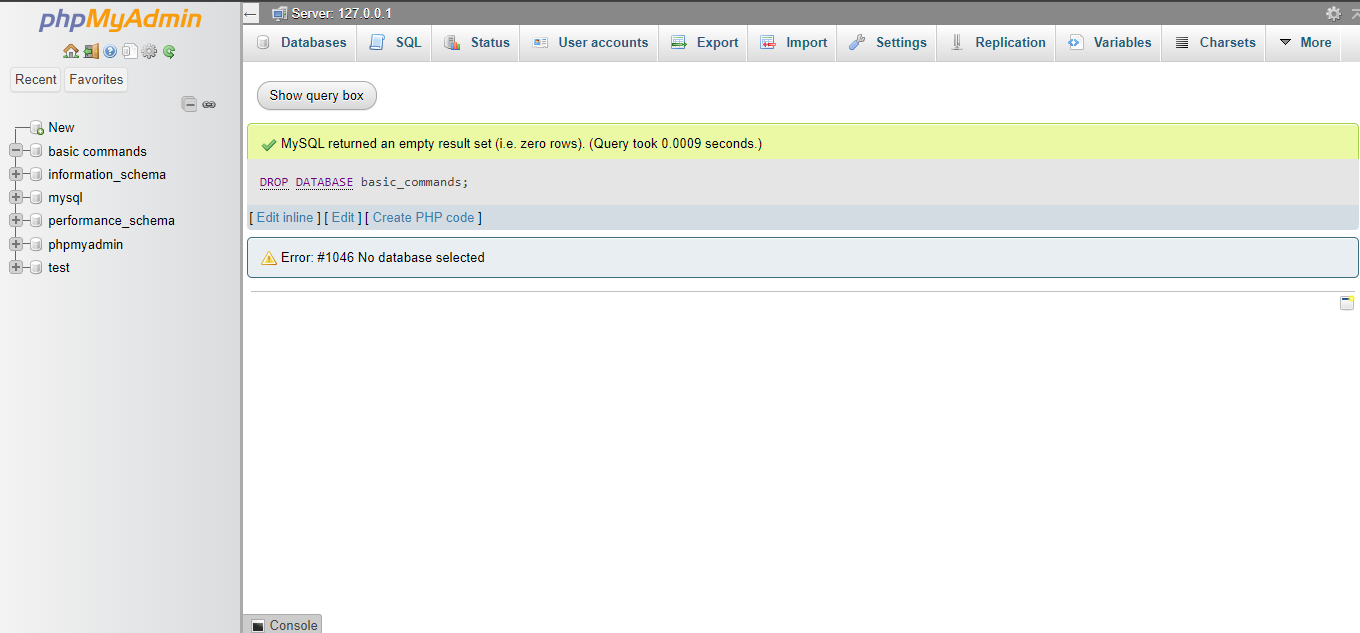 phpMyAdmin
Recent Favorites
New
basic commands
information_schema
mysql
performance_schema
phpmyadmin
test
Server: 127.0.0.1
Databases SQL Status User accounts Export Import Settings Replication Variables Charsets More
Show query box
MySQL returned an empty result set (i.e. zero rows). (Query took 0.0009 seconds.)
DROP DATABASE basic_commands;
[ Edit inline ] [ Edit ] [ Create PHP code ]
Error: #1046 No database selected
Console